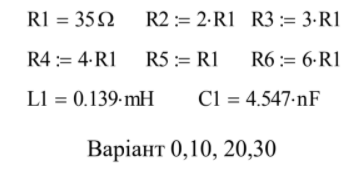 R1 = 35Ω R2 := 2·R1 R3 := 3·R1
R4 := 4·R1 R5 := R1 R6 := 6·R1
L1 = 0.139·mH C1 = 4.547·nF
Варіант 0,10, 20,30